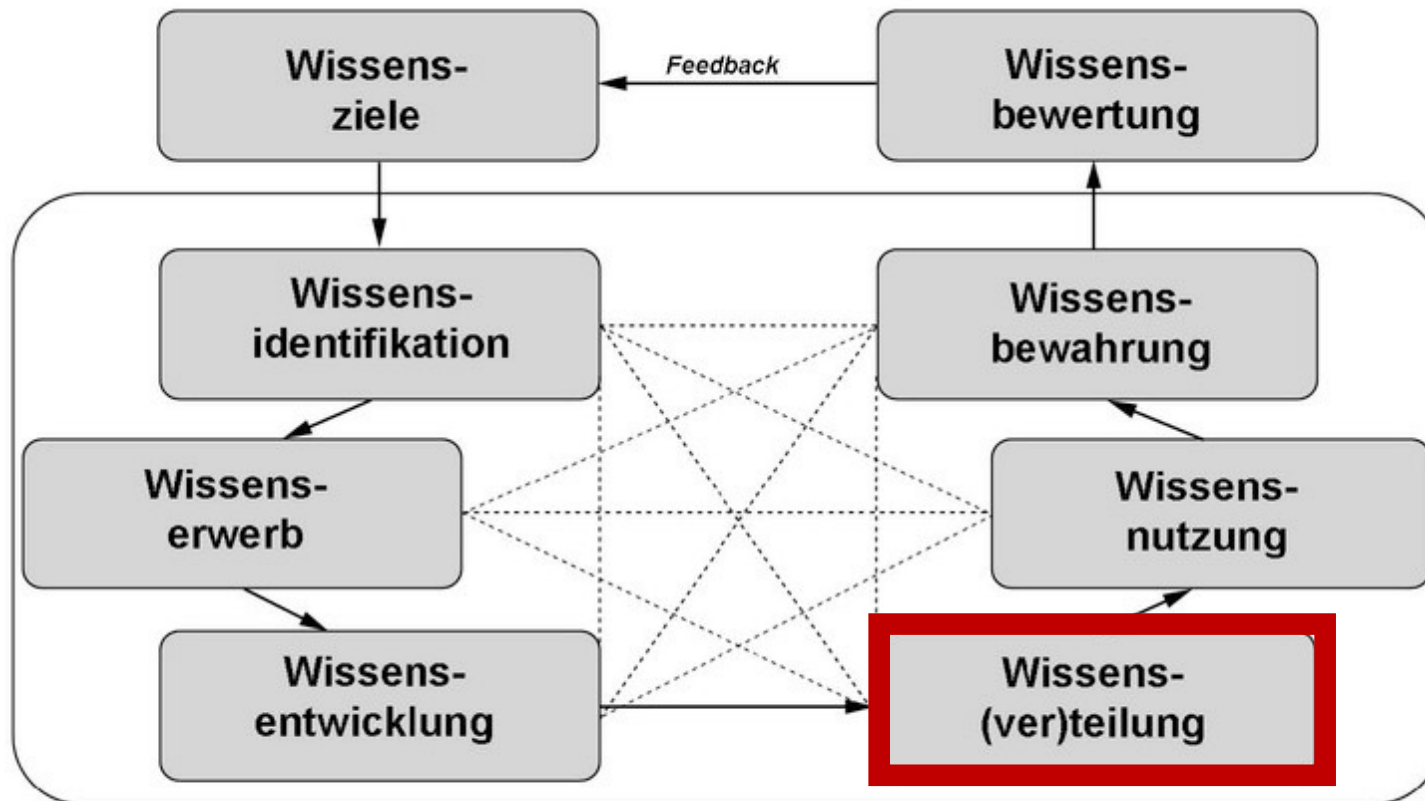 Wissens-
ziele
Feedback
Wissens-
bewertung
Wissens-
identifikation
Wissens-
bewahrung
Wissens-
erwerb
Wissens-
nutzung
Wissens-
entwicklung
Wissens-
(ver)teilung